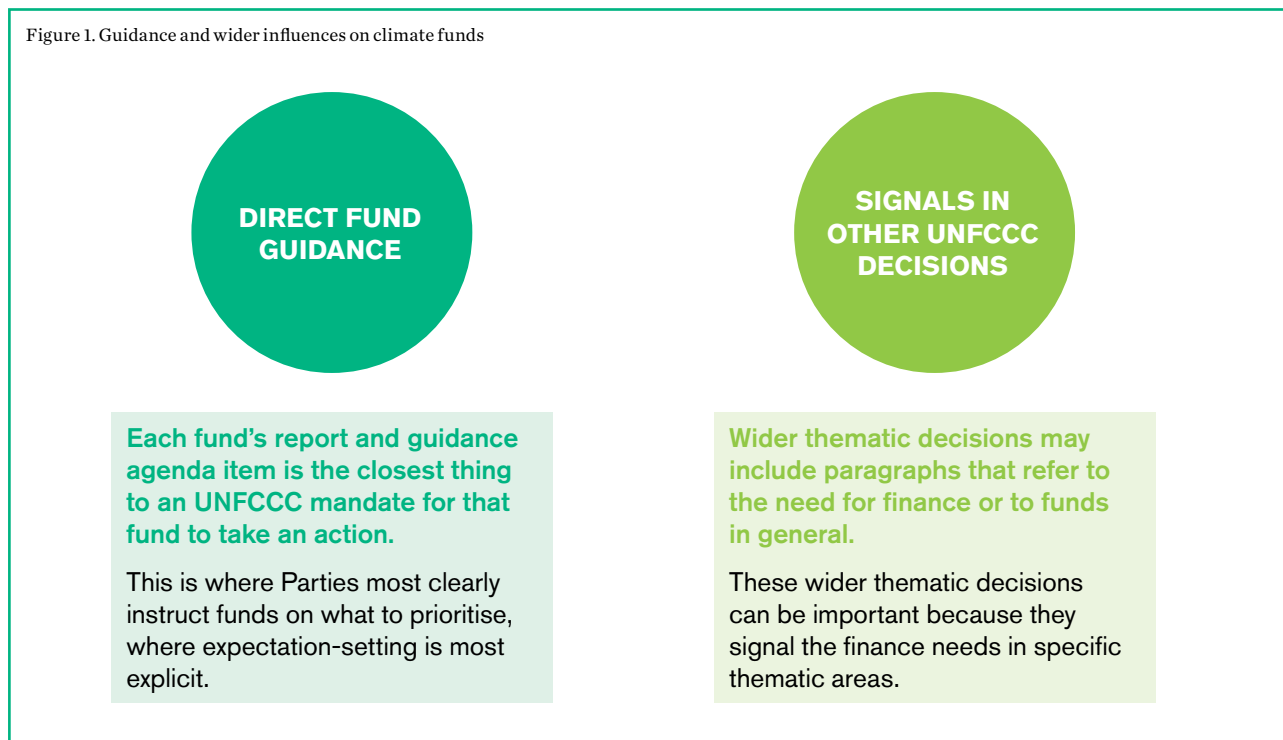 Figure 1. Guidance and wider influences on climate funds
DIRECT FUND
GUIDANCE
Each fund’s report and guidance
agenda item is the closest thing
to an UNFCCC mandate for that
fund to take an action.
This is where Parties most clearly
instruct funds on what to prioritise,
where expectation-setting is most
explicit.
SIGNALS IN
OTHER UNFCCC
DECISIONS
Wider thematic decisions may
include paragraphs that refer to
the need for finance or to funds
in general.
These wider thematic decisions
can be important because they
signal the finance needs in specific
thematic areas.